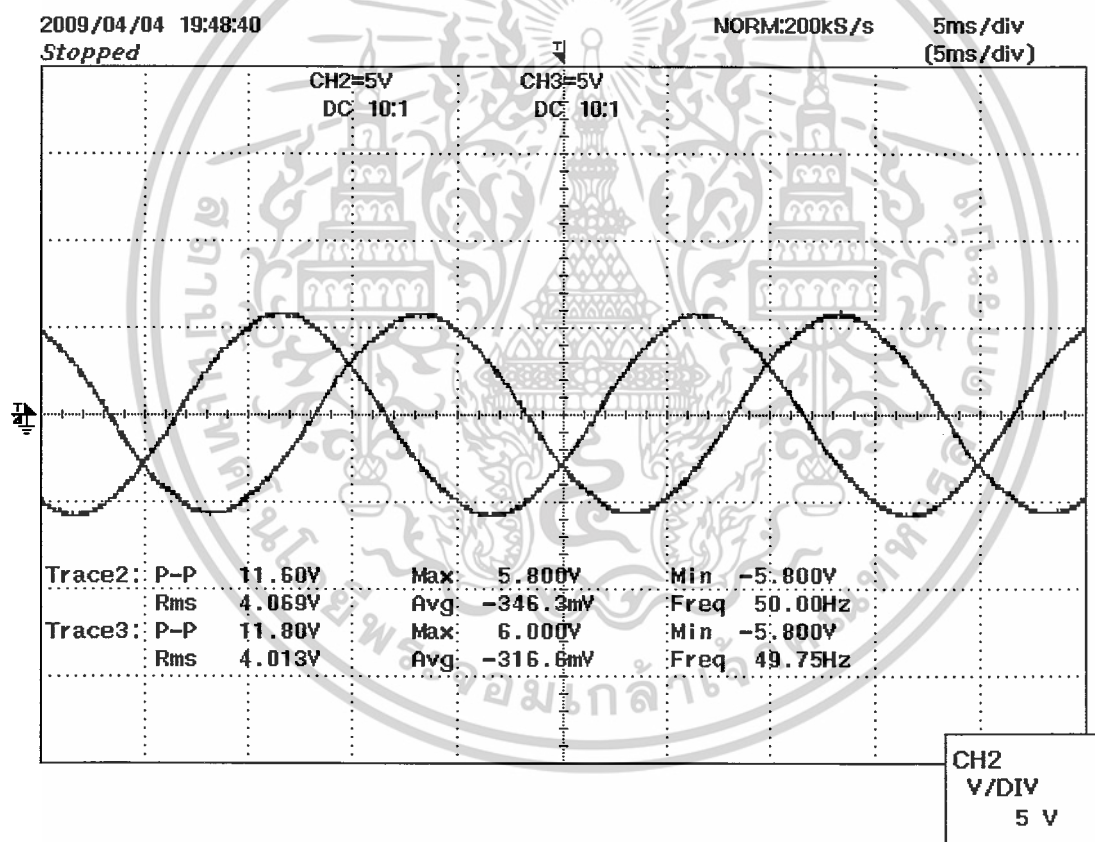 2009/04/04 19:48:40
NORM:200kS/s 5ms/div
Stopped (5ms/div)
CH2=5V CH3=5V
DC 10:1 DC 10:1
Trace2: P-P 11.60V Max 5.800V Min -5.800V
Rms 4.069V Avg -346.3mV Freq 50.00Hz
Trace3: P-P 11.80V Max 6.000V Min -5.800V
Rms 4.013V Avg -316.6mV Freq 49.75Hz
CH2
V/DIV
5 V